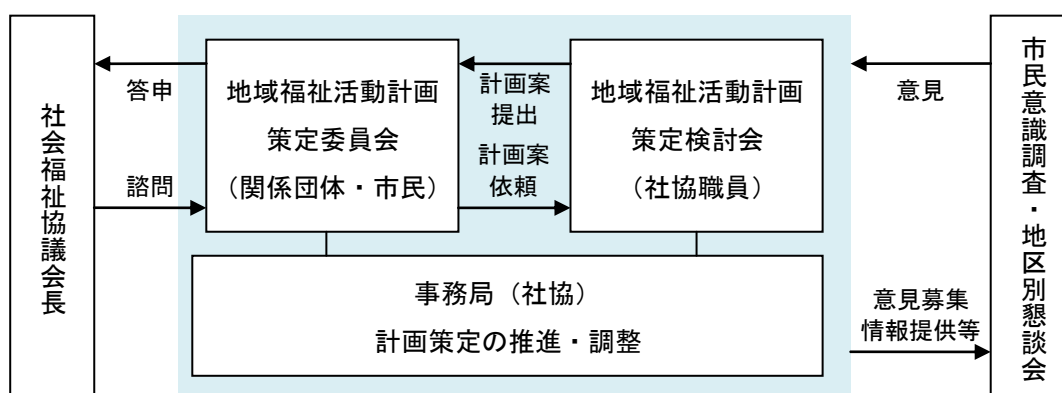 社会福祉協議会長
答申
諮問
地域福祉活動計画
策定委員会
(関係団体・市民)
計画案
提出
計画案
依頼
地域福祉活動計画
策定検討会
(社協職員)
事務局(社協)
計画策定の推進・調整
意見
意見募集
情報提供等
市民意識調査・地区別懇談会